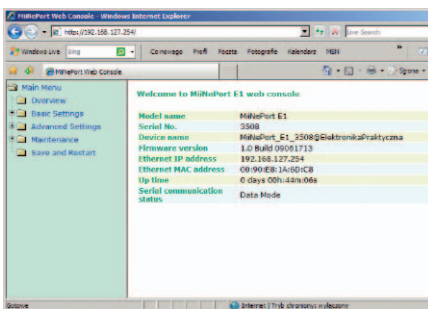 MiiNePort Web Console - Windows Internet Explorer
http://192.168.127.254/
Live Search
Windows Live Bing Co nowego Profil Poczta Fotografie Kalendarz MSN
MiiNePort Web Console
Main Menu
Overview
Basic Settings
Advanced Settings
Maintenance
Save and Restart
Welcome to MiiNePort E1 web console
Model name MiiNePort E1
Serial No. 3508
Device name MiiNePort_E1_3508@ElektronikaPraktyczna
Firmware version 1.0 Build 09061713
Ethernet IP address 192.168.127.254
Ethernet MAC address 00:90:E8:1A:6D:C8
Up time 0 days 00h:44m:06s
Serial communication status Data Mode
Gotowe Internet | Tryb chroniony: wyłączony